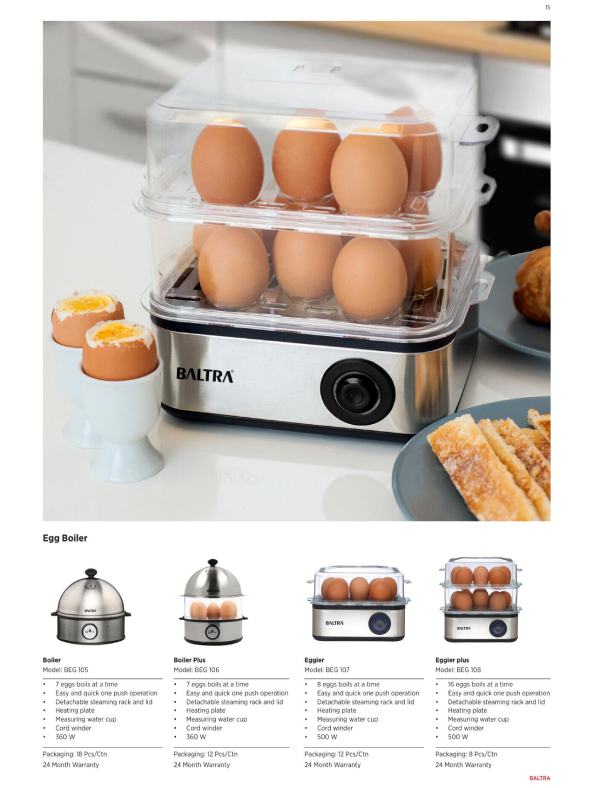 15
BALTRA
Egg Boiler
BALTRA
BALTRA
BALTRA
Boiler
Model: BEG 105
• 7 eggs boils at a time
• Easy and quick one push operation
• Detachable steaming rack and lid
• Heating plate
• Measuring water cup
• Cord winder
• 360 W
Packaging: 18 Pcs/Ctn
24 Month Warranty
Boiler Plus
Model: BEG 106
• 7 eggs boils at a time
• Easy and quick one push operation
• Detachable steaming rack and lid
• Heating plate
• Measuring water cup
• Cord winder
• 360 W
Packaging: 12 Pcs/Ctn
24 Month Warranty
Eggier
Model: BEG 107
• 8 eggs boils at a time
• Easy and quick one push operation
• Detachable steaming rack and lid
• Heating plate
• Measuring water cup
• Cord winder
• 500 W
Packaging: 12 Pcs/Ctn
24 Month Warranty
Eggier plus
Model: BEG 108
• 16 eggs boils at a time
• Easy and quick one push operation
• Detachable steaming rack and lid
• Heating plate
• Measuring water cup
• Cord winder
• 500 W
Packaging: 8 Pcs/Ctn
24 Month Warranty
BALTRA